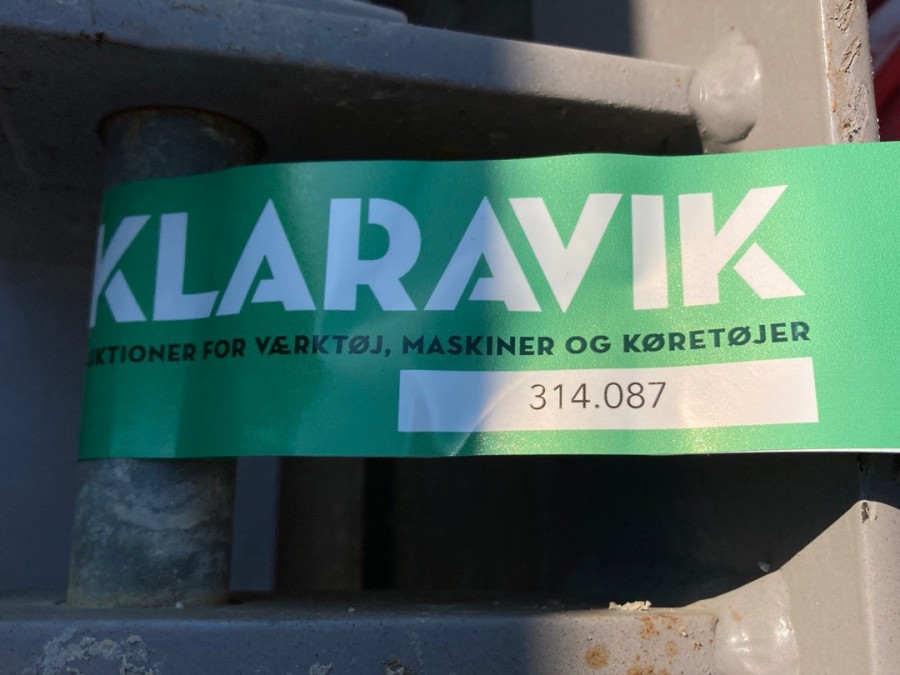 KLARAVIK
UKTIONER FOR VÆRKTØJ, MASKINER OG KØRETØJER
314.087